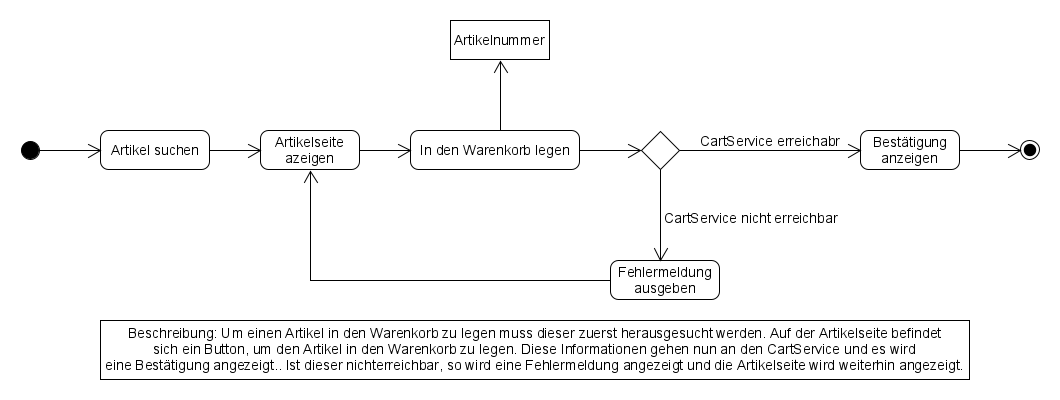 Artikelnummer
Artikel suchen
Artikelseite
azeigen
In den Warenkorb legen
CartService erreichabr
Bestätigung
anzeigen
CartService nicht erreichbar
Fehlermeldung
ausgeben
Beschreibung: Um einen Artikel in den Warenkorb zu legen muss dieser zuerst herausgesucht werden. Auf der Artikelseite befindet
sich ein Button, um den Artikel in den Warenkorb zu legen. Diese Informationen gehen nun an den CartService und es wird
eine Bestätigung angezeigt.. Ist dieser nichterreichbar, so wird eine Fehlermeldung angezeigt und die Artikelseite wird weiterhin angezeigt.